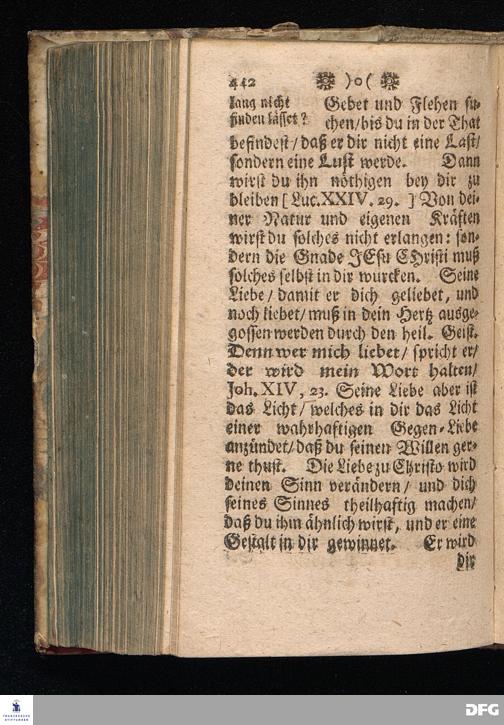 442 )o(
lang nicht
finden lässet?
Gebet und Flehen su-
chen/bis du in der That
befindest/daß er dir nicht eine Last/
sondern eine Lust werde. Dann
wirst du ihn nöthigen bey dir zu
bleiben [Luc.XXIV. 29. ] Von dei-
ner Natur und eigenen Kräften
wirst du solches nicht erlangen: son-
dern die Gnade JEsu CHristi muß
solches selbst in dir wurcken. Seine
Liebe/damit er dich geliebet, und
noch liebet/muß in dein Hertz ausge-
gossen werden durch den heil. Geist.
Denn wer mich liebet/ spricht er/
der wird mein Wort halten/
Joh.XIV, 23. Seine Liebe aber ist
das Licht/welches in dir das Licht
einer wahrhaftigen Gegen-Liebe
anzündet/daß du seinen Willen ger-
ne thust. Die Liebe zu Christo wird
deinen Sinn verändern/ und dich
seines Sinnes theilhaftig machen/
daß du ihm ähnlich wirst, und er eine
Gestalt in dir gewinnet. Er wird
dir
FRANCKESCHE
STIFTUNGEN
DFG